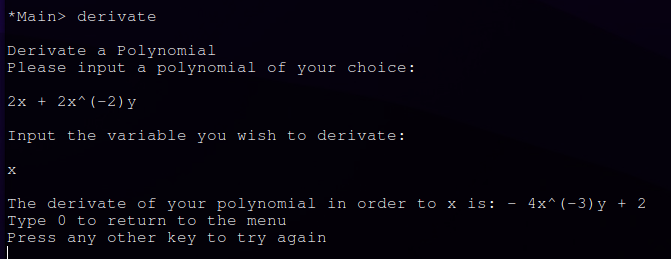 *Main> derivate
Derivate a Polynomial
Please input a polynomial of your choice:
2x + 2x^(-2)y
Input the variable you wish to derivate:
x
The derivate of your polynomial in order to x is: - 4x^(-3)y + 2
Type 0 to return to the menu
Press any other key to try again